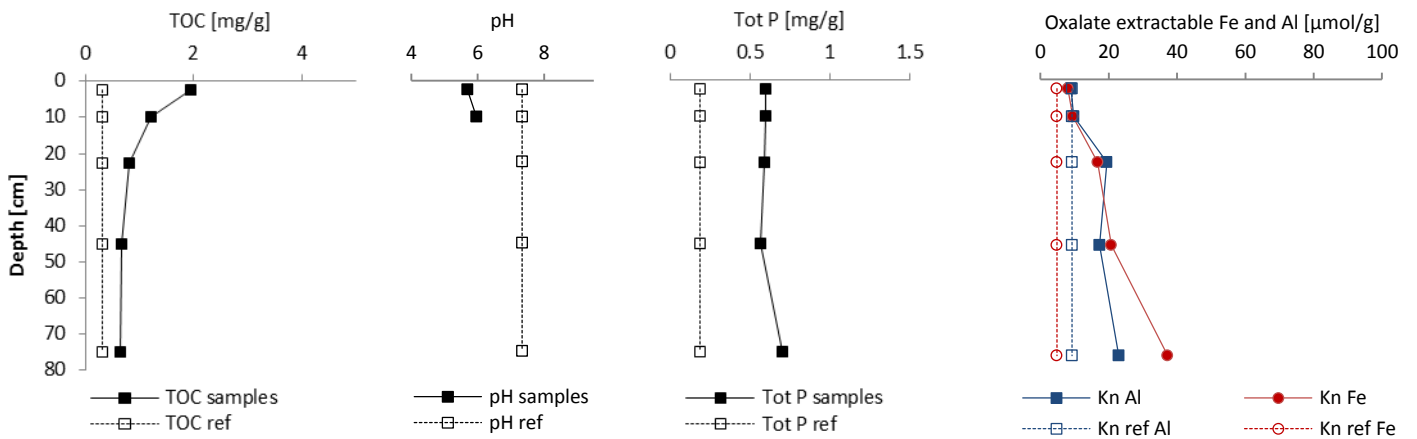 TOC [mg/g]
0 2 4
pH
4 6 8
Tot P [mg/g]
0 0.5 1 1.5
Oxalate extractable Fe and Al [µmol/g]
0 20 40 60 80 100
Depth [cm]
0
10
20
30
40
50
60
70
80
TOC samples
TOC ref
pH samples
pH ref
Tot P samples
Tot P ref
Kn Al Kn Fe
Kn ref Al Kn ref Fe